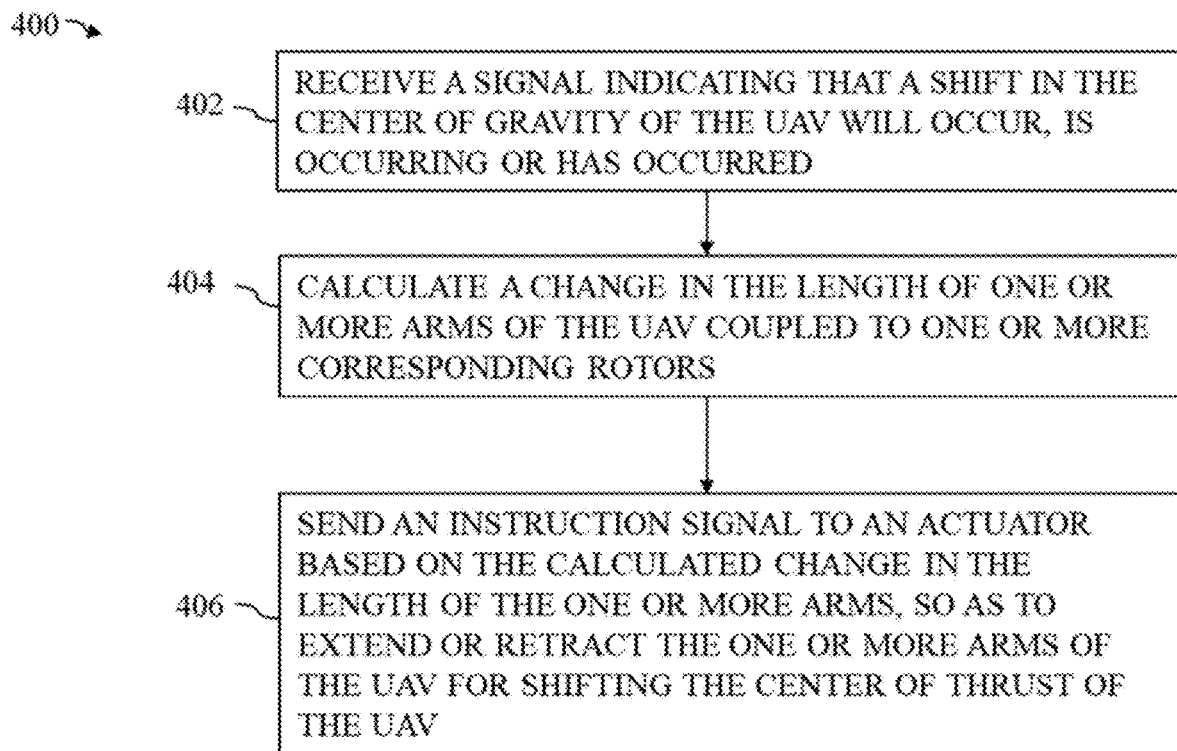 400
402
RECEIVE A SIGNAL INDICATING THAT A SHIFT IN THE
CENTER OF GRAVITY OF THE UAV WILL OCCUR, IS
OCCURRING OR HAS OCCURRED
404
CALCULATE A CHANGE IN THE LENGTH OF ONE OR
MORE ARMS OF THE UAV COUPLED TO ONE OR MORE
CORRESPONDING ROTORS
406
SEND AN INSTRUCTION SIGNAL TO AN ACTUATOR
BASED ON THE CALCULATED CHANGE IN THE
LENGTH OF THE ONE OR MORE ARMS, SO AS TO
EXTEND OR RETRACT THE ONE OR MORE ARMS OF
THE UAV FOR SHIFTING THE CENTER OF THRUST OF
THE UAV